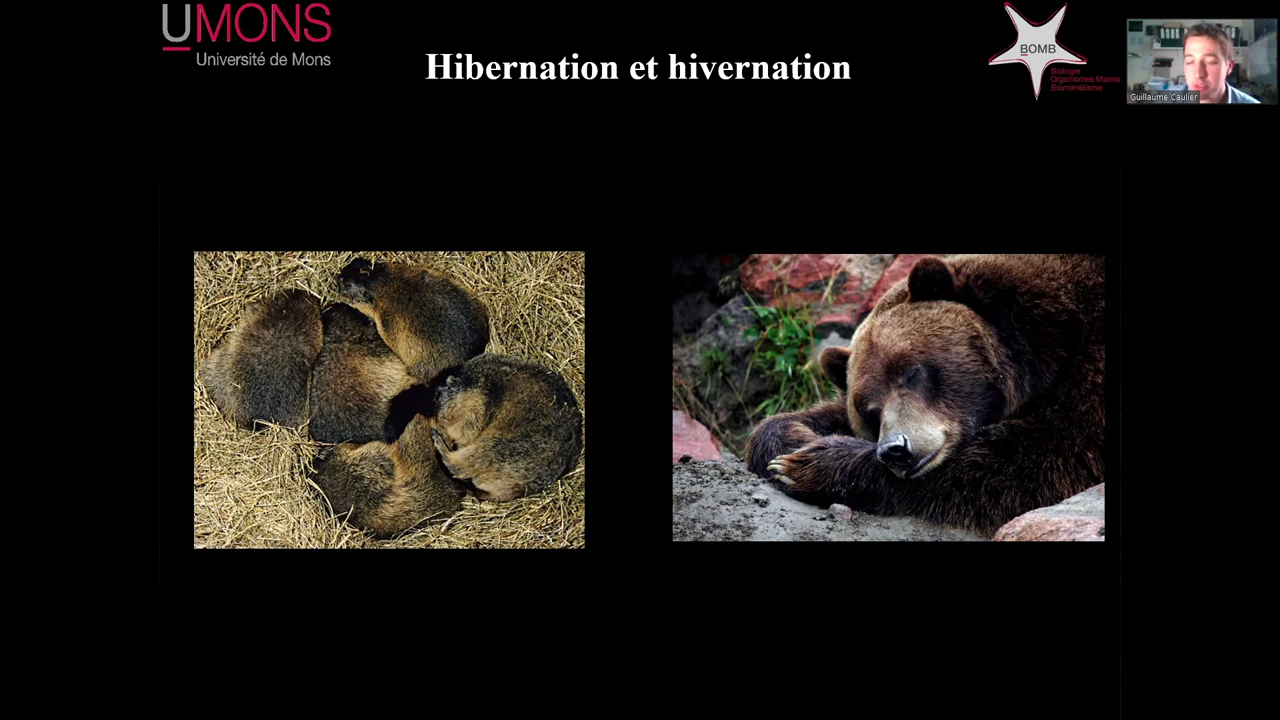 UMONS
Université de Mons
Hibernation et hivernation
BOMB
Biologie
Organismes Marins
Biomimétisme
Guillaume Caulier